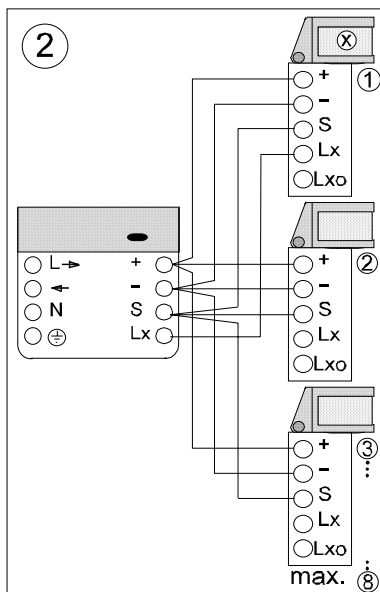 ②
ⓧ
+ ①
-
S
Lx
Lxo
L→ +
← -
N S
⏚ Lx
+ ②
-
S
Lx
Lxo
+ ③
-
S
Lx
Lxo
max. ⑧